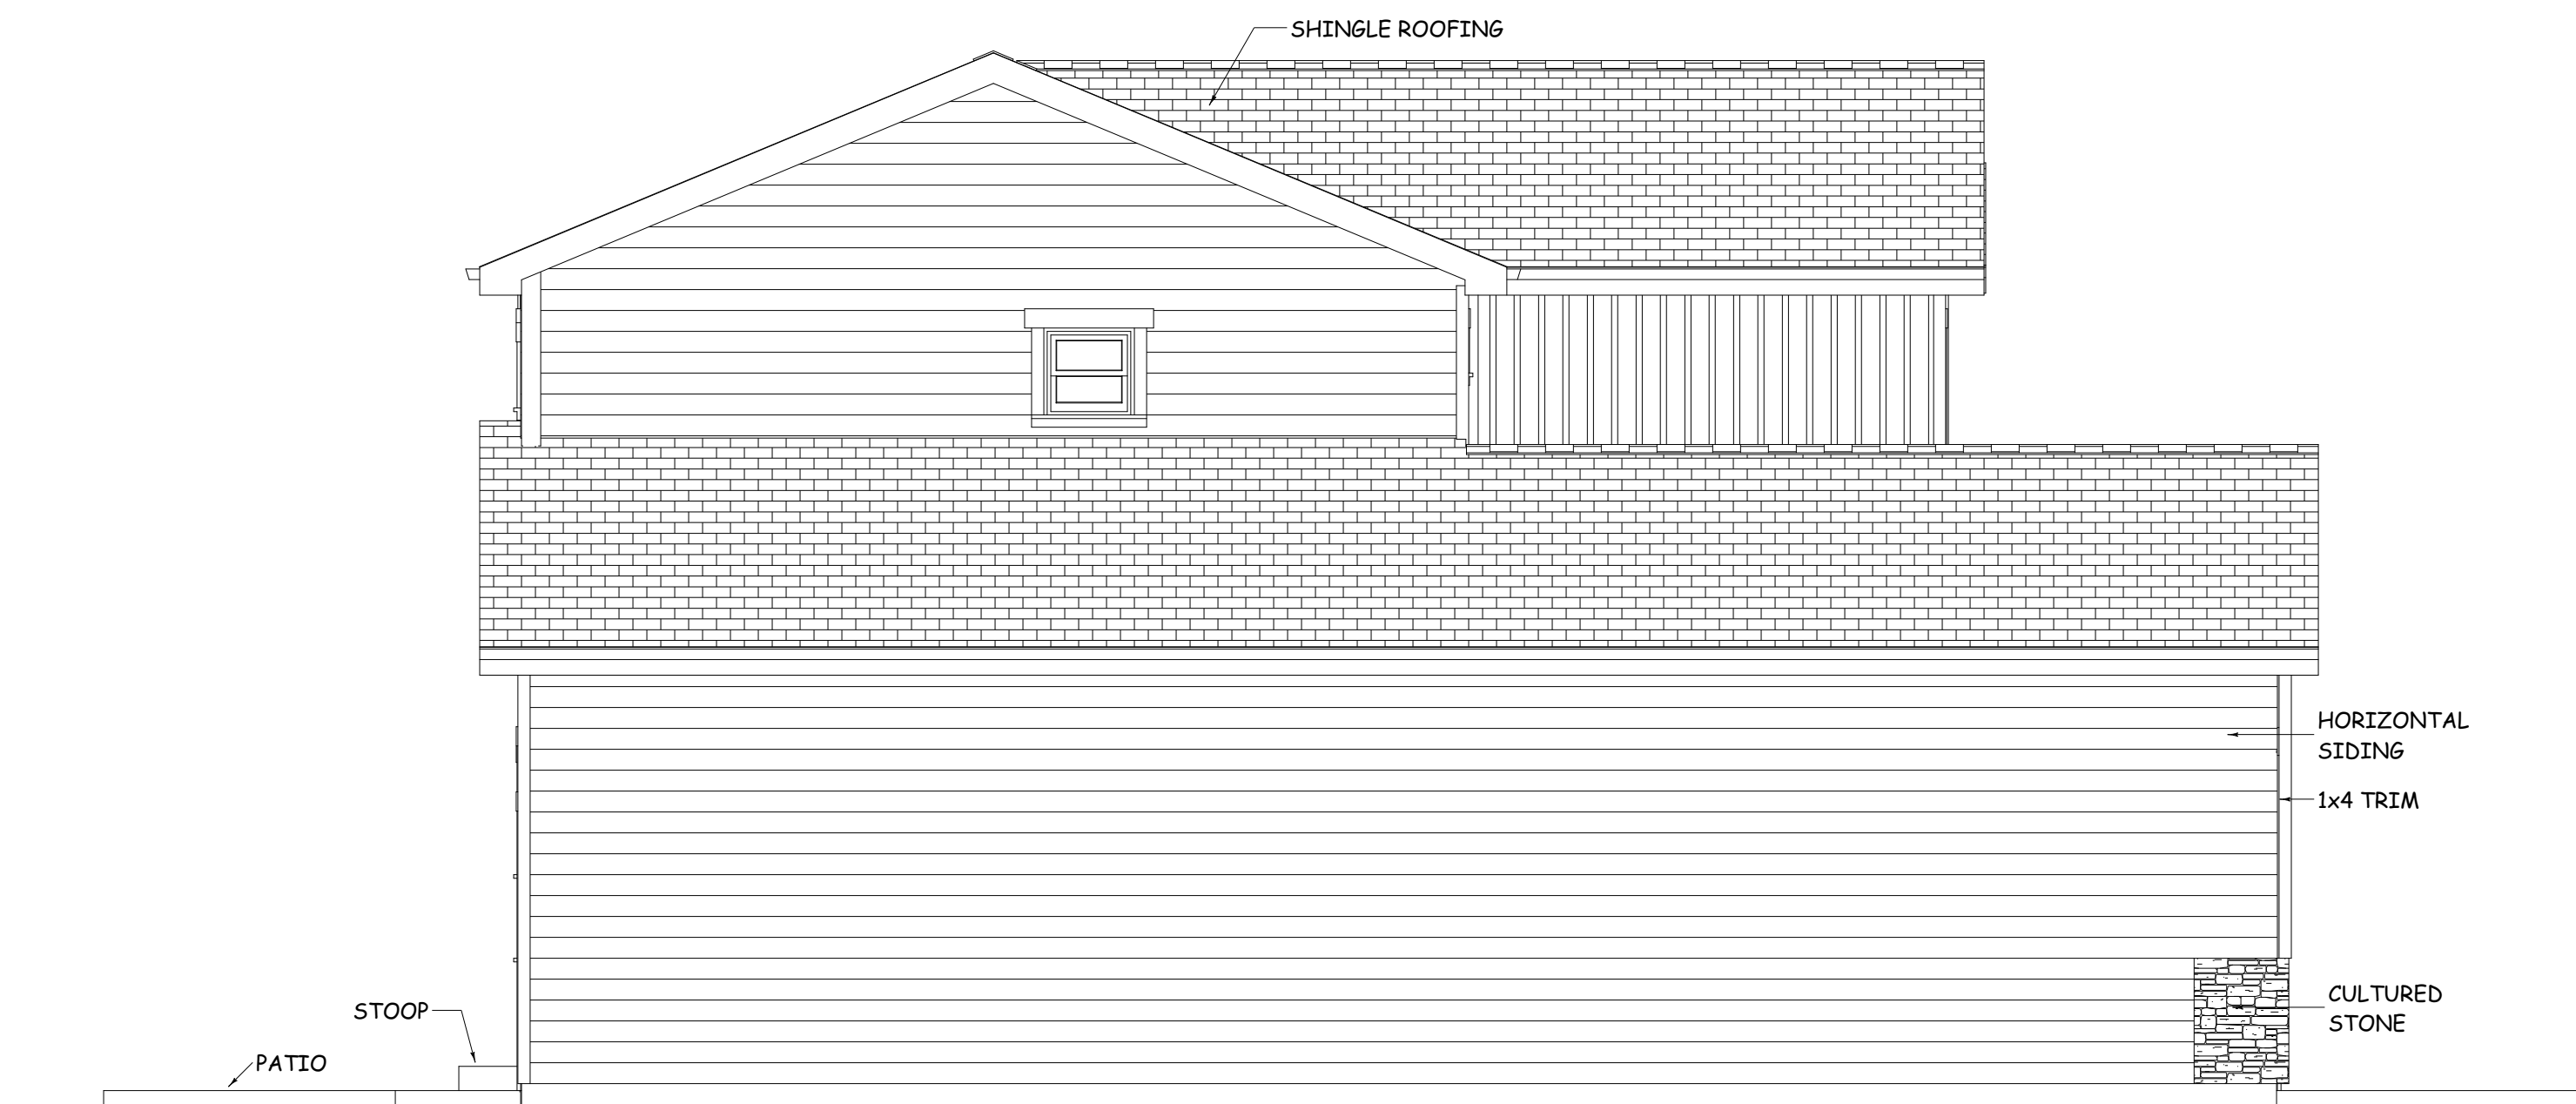 SHINGLE ROOFING
HORIZONTAL
SIDING
1x4 TRIM
CULTURED
STONE
STOOP
PATIO